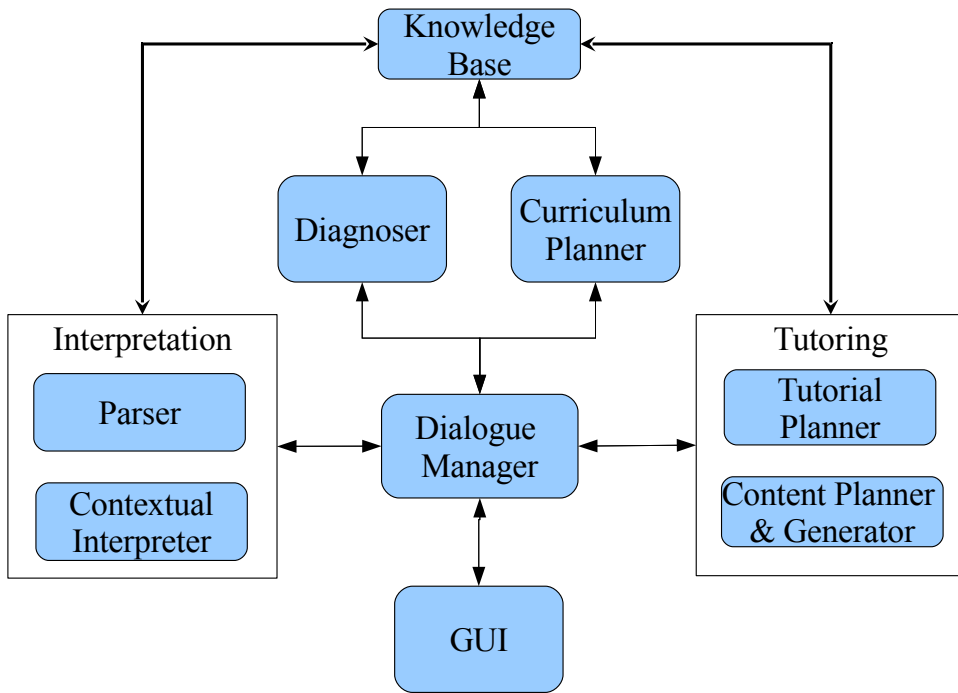 Knowledge
Base
Diagnoser
Curriculum
Planner
Interpretation
Parser
Contextual
Interpreter
Dialogue
Manager
Tutoring
Tutorial
Planner
Content Planner
& Generator
GUI